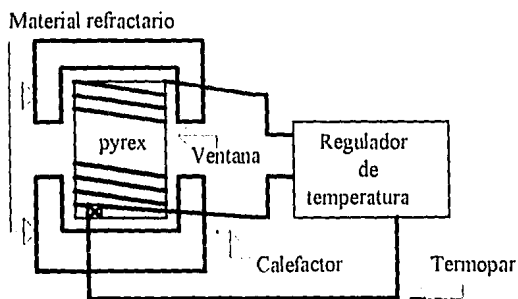 Material refractario
pyrex
Ventana
Regulador
de
temperatura
Calefactor
Termopar